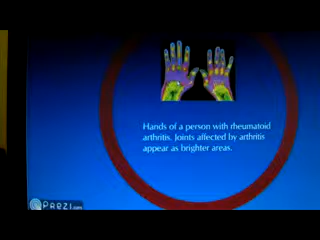 Hands of a person with rheumatoid
arthritis. Joints affected by arthritis
appear as brighter areas.
PREZI.com